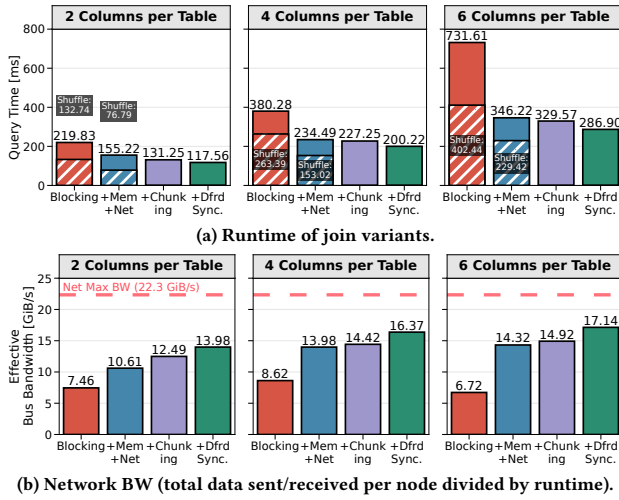 2 Columns per Table
4 Columns per Table
6 Columns per Table
Query Time [ms]
800
600
400
200
0
Shuffle:
132.74
Shuffle:
76.79
219.83
155.22
131.25
117.56
Blocking
+Mem
+Net
+Chunk
ing
+Dfrd
Sync.
380.28
Shuffle:
263.39
234.49
Shuffle:
153.02
227.25
200.22
Blocking
+Mem
+Net
+Chunk
ing
+Dfrd
Sync.
731.61
Shuffle:
402.44
346.22
Shuffle:
229.42
329.57
286.90
Blocking
+Mem
+Net
+Chunk
ing
+Dfrd
Sync.
(a) Runtime of join variants.
2 Columns per Table
4 Columns per Table
6 Columns per Table
Effective
Bus Bandwidth [GiB/s]
25
20
15
10
5
0
Net Max BW (22.3 GiB/s)
7.46
10.61
12.49
13.98
Blocking
+Mem
+Net
+Chunk
ing
+Dfrd
Sync.
8.62
13.98
14.42
16.37
Blocking
+Mem
+Net
+Chunk
ing
+Dfrd
Sync.
6.72
14.32
14.92
17.14
Blocking
+Mem
+Net
+Chunk
ing
+Dfrd
Sync.
(b) Network BW (total data sent/received per node divided by runtime).